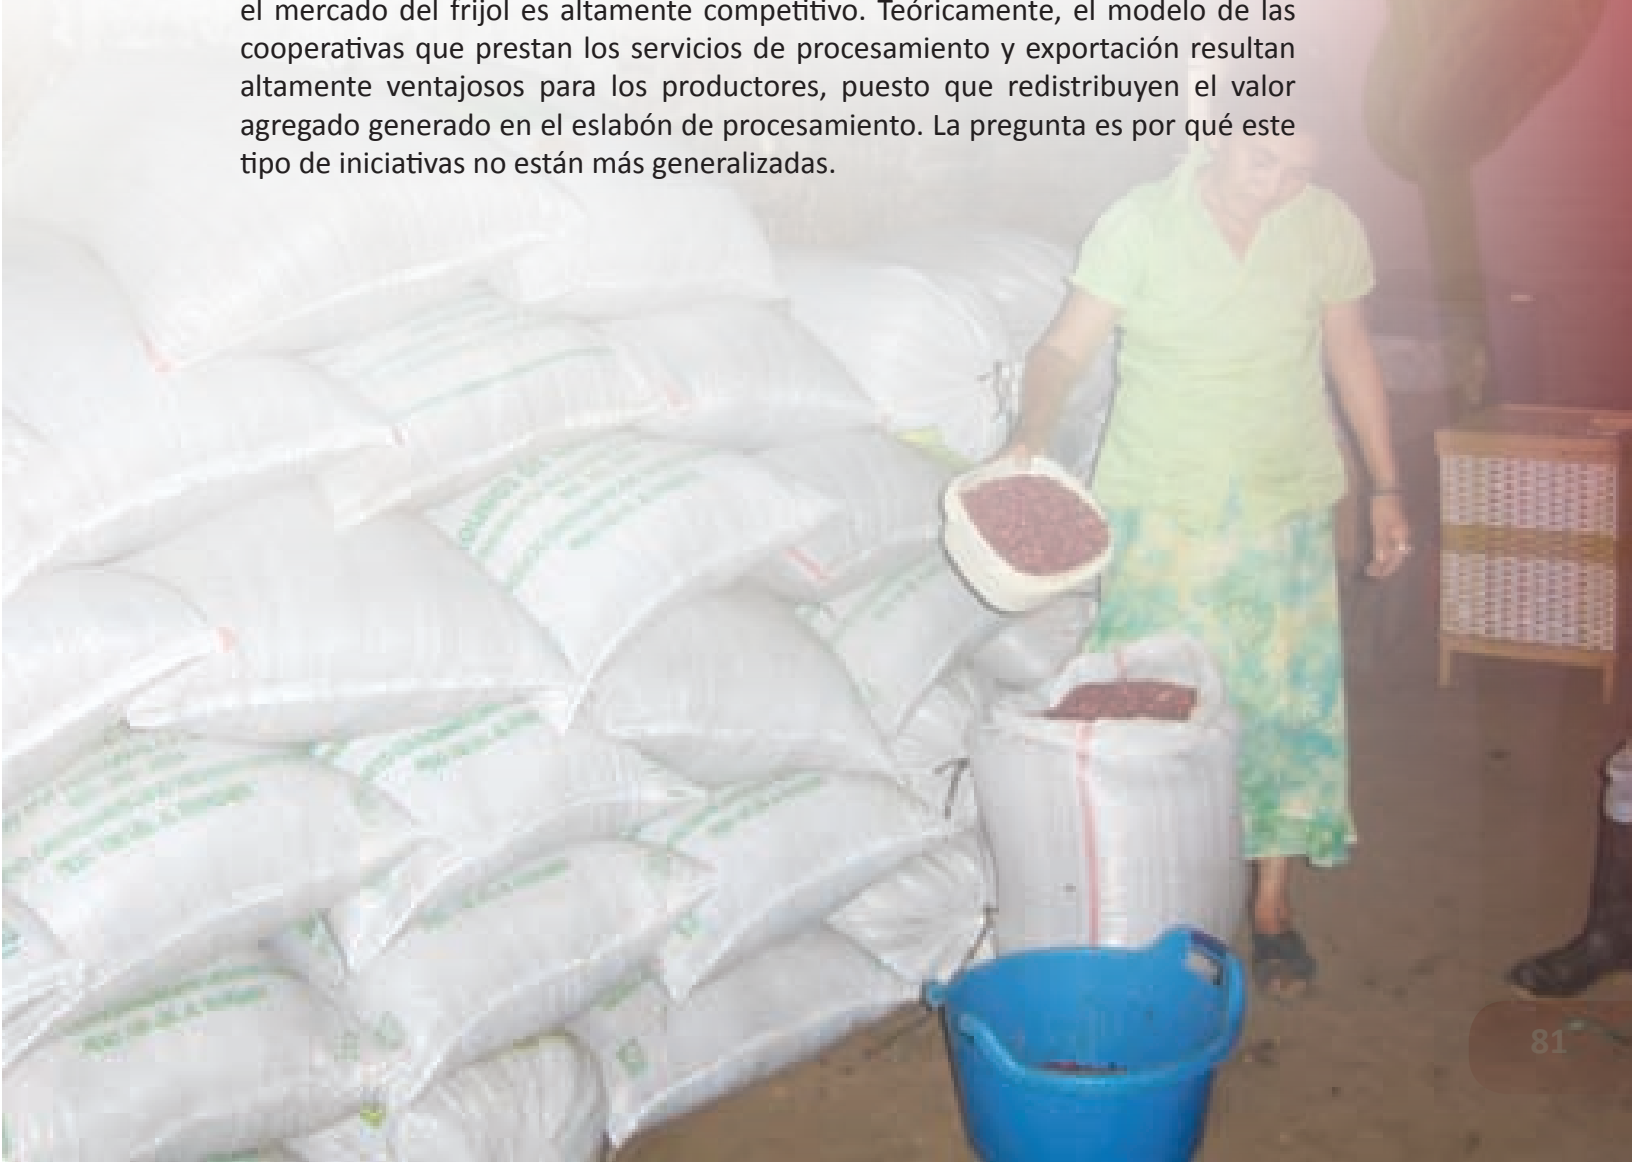 el mercado del frijol es altamente competitivo. Teóricamente, el modelo de las
cooperativas que prestan los servicios de procesamiento y exportación resultan
altamente ventajosos para los productores, puesto que redistribuyen el valor
agregado generado en el eslabón de procesamiento. La pregunta es por qué este
tipo de iniciativas no están más generalizadas.
81